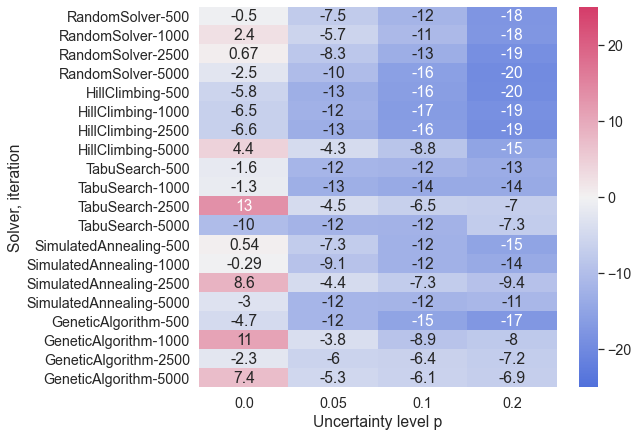 RandomSolver-500 -0.5 -7.5 -12 -18
RandomSolver-1000 2.4 -5.7 -11 -18
RandomSolver-2500 0.67 -8.3 -13 -19
RandomSolver-5000 -2.5 -10 -16 -20
HillClimbing-500 -5.8 -13 -16 -20
HillClimbing-1000 -6.5 -12 -17 -19
HillClimbing-2500 -6.6 -13 -16 -19
HillClimbing-5000 4.4 -4.3 -8.8 -15
TabuSearch-500 -1.6 -12 -12 -13
TabuSearch-1000 -1.3 -13 -14 -14
TabuSearch-2500 13 -4.5 -6.5 -7
TabuSearch-5000 -10 -12 -12 -7.3
SimulatedAnnealing-500 0.54 -7.3 -12 -15
SimulatedAnnealing-1000 -0.29 -9.1 -12 -14
SimulatedAnnealing-2500 8.6 -4.4 -7.3 -9.4
SimulatedAnnealing-5000 -3 -12 -12 -11
GeneticAlgorithm-500 -4.7 -12 -15 -17
GeneticAlgorithm-1000 11 -3.8 -8.9 -8
GeneticAlgorithm-2500 -2.3 -6 -6.4 -7.2
GeneticAlgorithm-5000 7.4 -5.3 -6.1 -6.9
0.0 0.05 0.1 0.2
Uncertainty level p
Solver, iteration
20
10
0
−10
−20